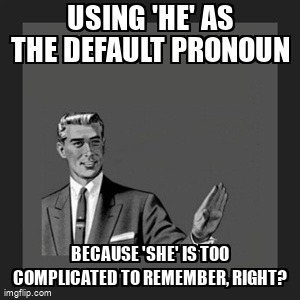 USING 'HE' AS
THE DEFAULT PRONOUN
BECAUSE 'SHE' IS TOO
COMPLICATED TO REMEMBER, RIGHT?
imgflip.com